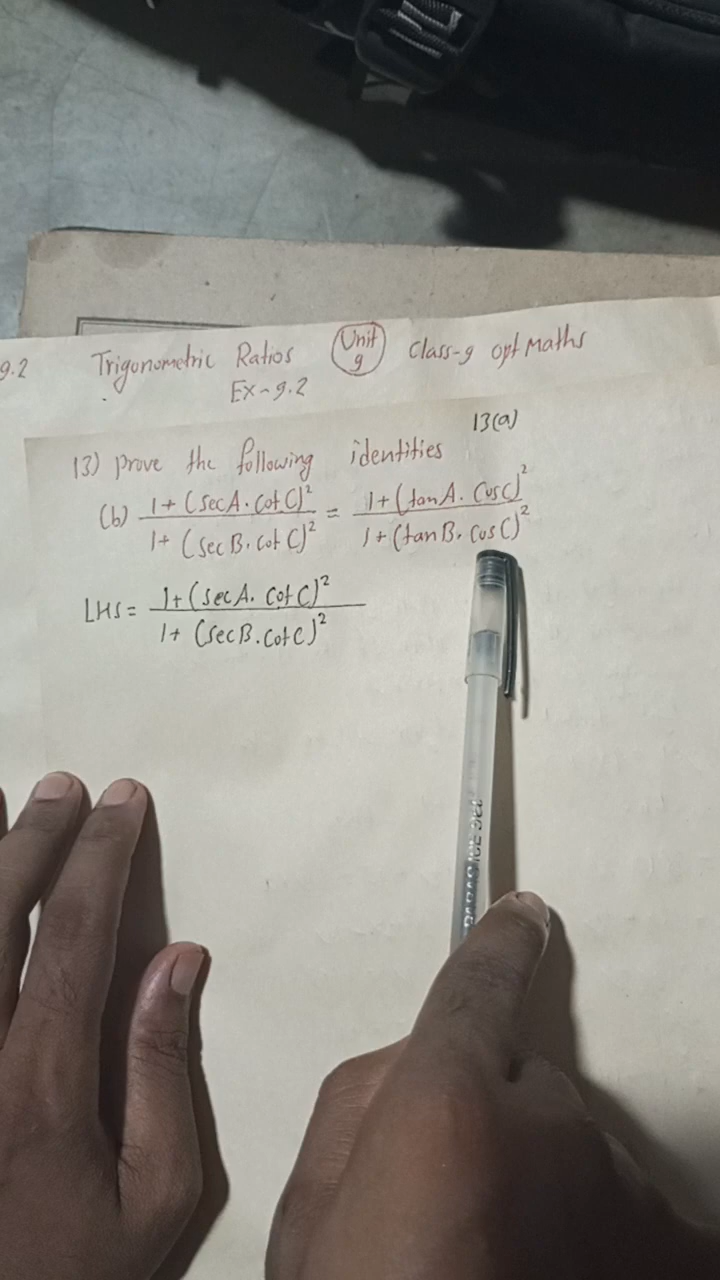 9.2 Trigonometric Ratios Unit 9 Class-9 opt Maths
Ex-9.2
13(a)
13) prove the following identities
(b) 1+(secA.cotC)² / 1+(secB.cotC)² = 1+(tanA.CosC)² / 1+(tanB.cosC)²
LHS = 1+(secA.cotC)² / 1+(secB.cotC)²